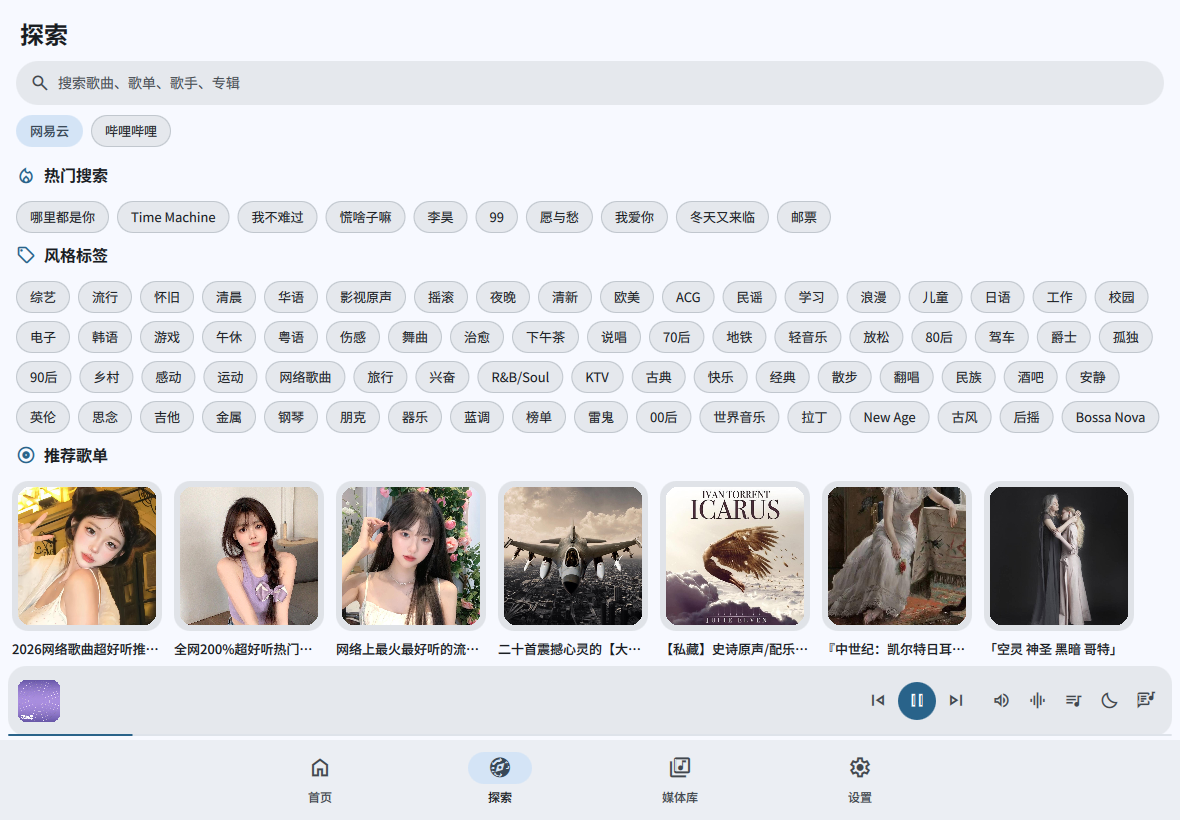 探索
搜索歌曲、歌单、歌手、专辑
网易云 哔哩哔哩
热门搜索
哪里都是你 Time Machine 我不难过 慌啥子嘛 李昊 99 愿与愁 我爱你 冬天又来临 邮票
风格标签
综艺 流行 怀旧 清晨 华语 影视原声 摇滚 夜晚 清新 欧美 ACG 民谣 学习 浪漫 儿童 日语 工作 校园
电子 韩语 游戏 午休 粤语 伤感 舞曲 治愈 下午茶 说唱 70后 地铁 轻音乐 放松 80后 驾车 爵士 孤独
90后 乡村 感动 运动 网络歌曲 旅行 兴奋 R&B/Soul KTV 古典 快乐 经典 散步 翻唱 民族 酒吧 安静
英伦 思念 吉他 金属 钢琴 朋克 器乐 蓝调 榜单 雷鬼 00后 世界音乐 拉丁 New Age 古风 后摇 Bossa Nova
推荐歌单
IVAN TORRENT
ICARUS
2026网络歌曲超好听推… 全网200%超好听热门… 网络上最火最好听的流… 二十首震撼心灵的【大… 【私藏】史诗原声/配乐… 『中世纪：凯尔特日耳… 「空灵 神圣 黑暗 哥特」
首页 探索 媒体库 设置